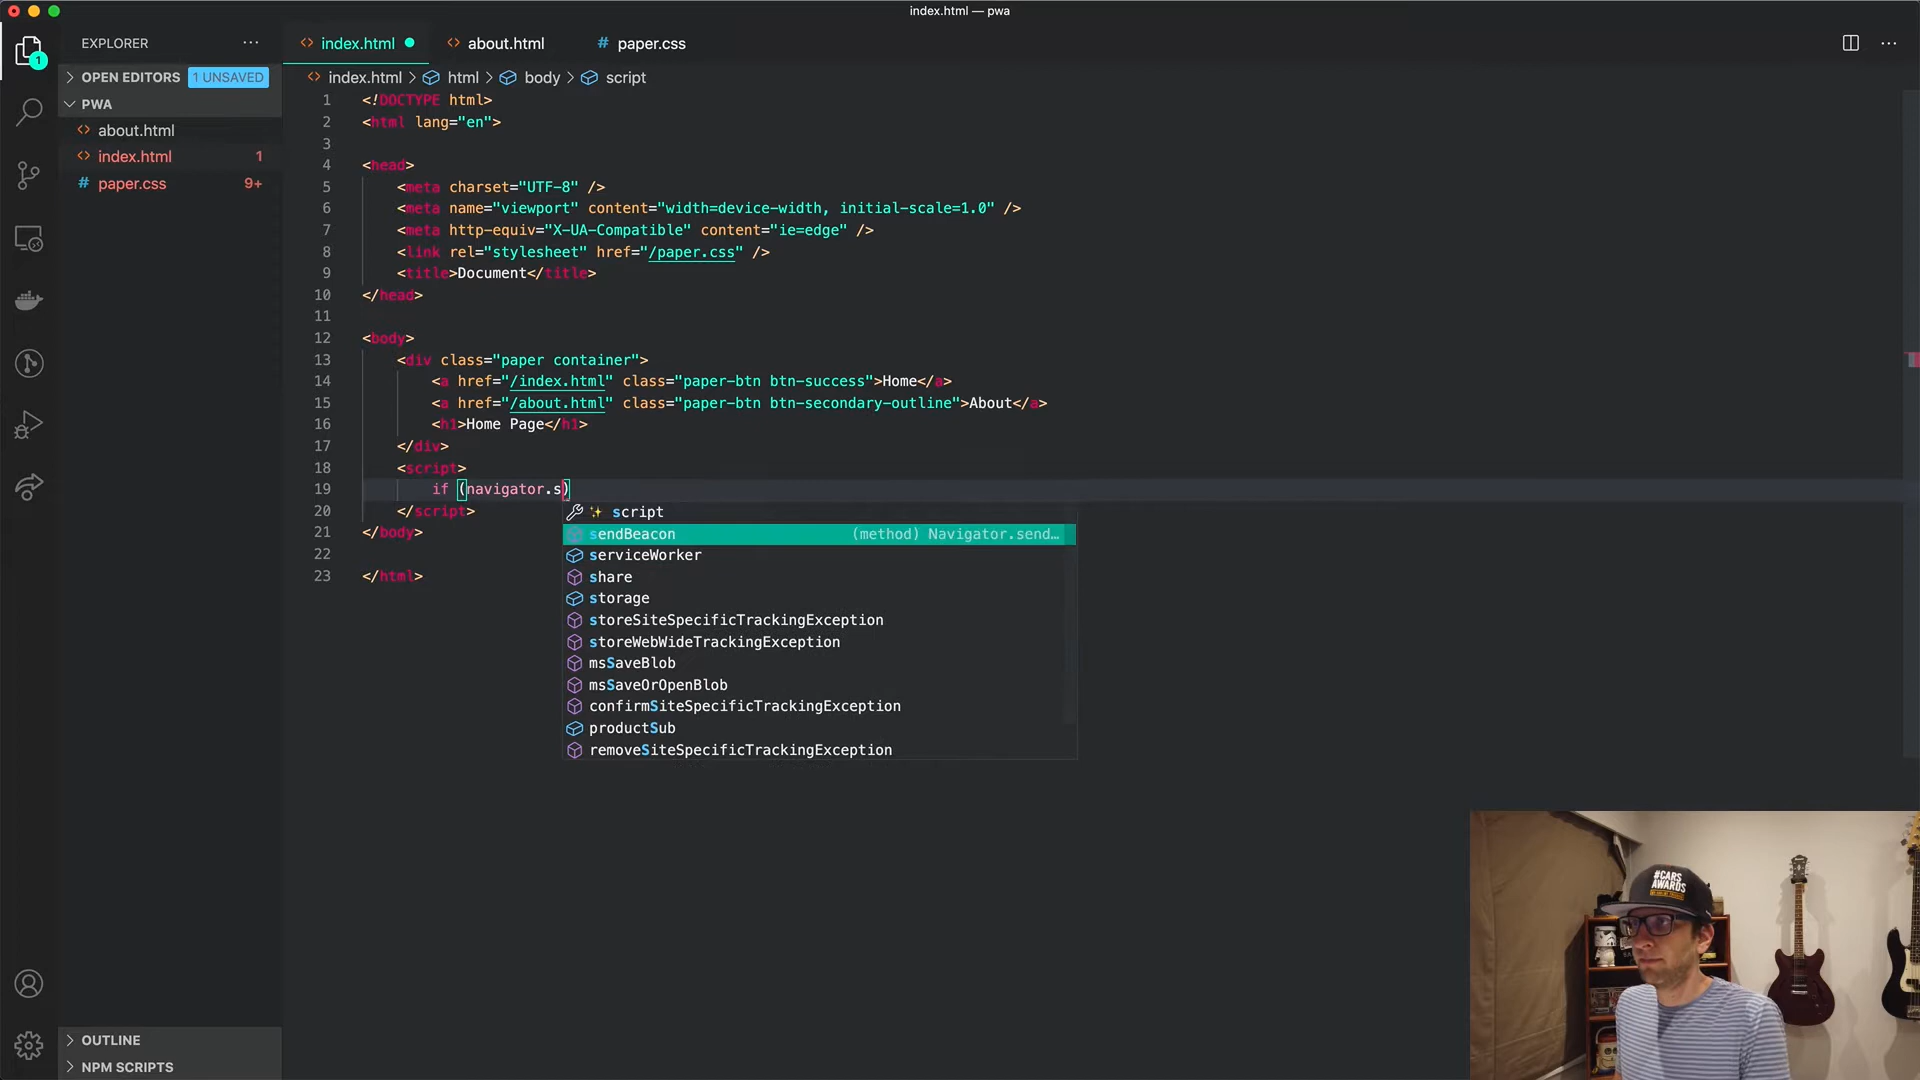 index.html — pwa
EXPLORER
OPEN EDITORS 1 UNSAVED
PWA
about.html
index.html 1
paper.css 9+
OUTLINE
NPM SCRIPTS
1
index.html
about.html
paper.css
index.html > html > body > script
1 <!DOCTYPE html>
2 <html lang="en">
3
4 <head>
5 <meta charset="UTF-8" />
6 <meta name="viewport" content="width=device-width, initial-scale=1.0" />
7 <meta http-equiv="X-UA-Compatible" content="ie=edge" />
8 <link rel="stylesheet" href="/paper.css" />
9 <title>Document</title>
10 </head>
11
12 <body>
13 <div class="paper container">
14 <a href="/index.html" class="paper-btn btn-success">Home</a>
15 <a href="/about.html" class="paper-btn btn-secondary-outline">About</a>
16 <h1>Home Page</h1>
17 </div>
18 <script>
19 if (navigator.s)
20 </script>
21 </body>
22
23 </html>
script
sendBeacon (method) Navigator.send…
serviceWorker
share
storage
storeSiteSpecificTrackingException
storeWebWideTrackingException
msSaveBlob
msSaveOrOpenBlob
confirmSiteSpecificTrackingException
productSub
removeSiteSpecificTrackingException
#CARS
AWARDS